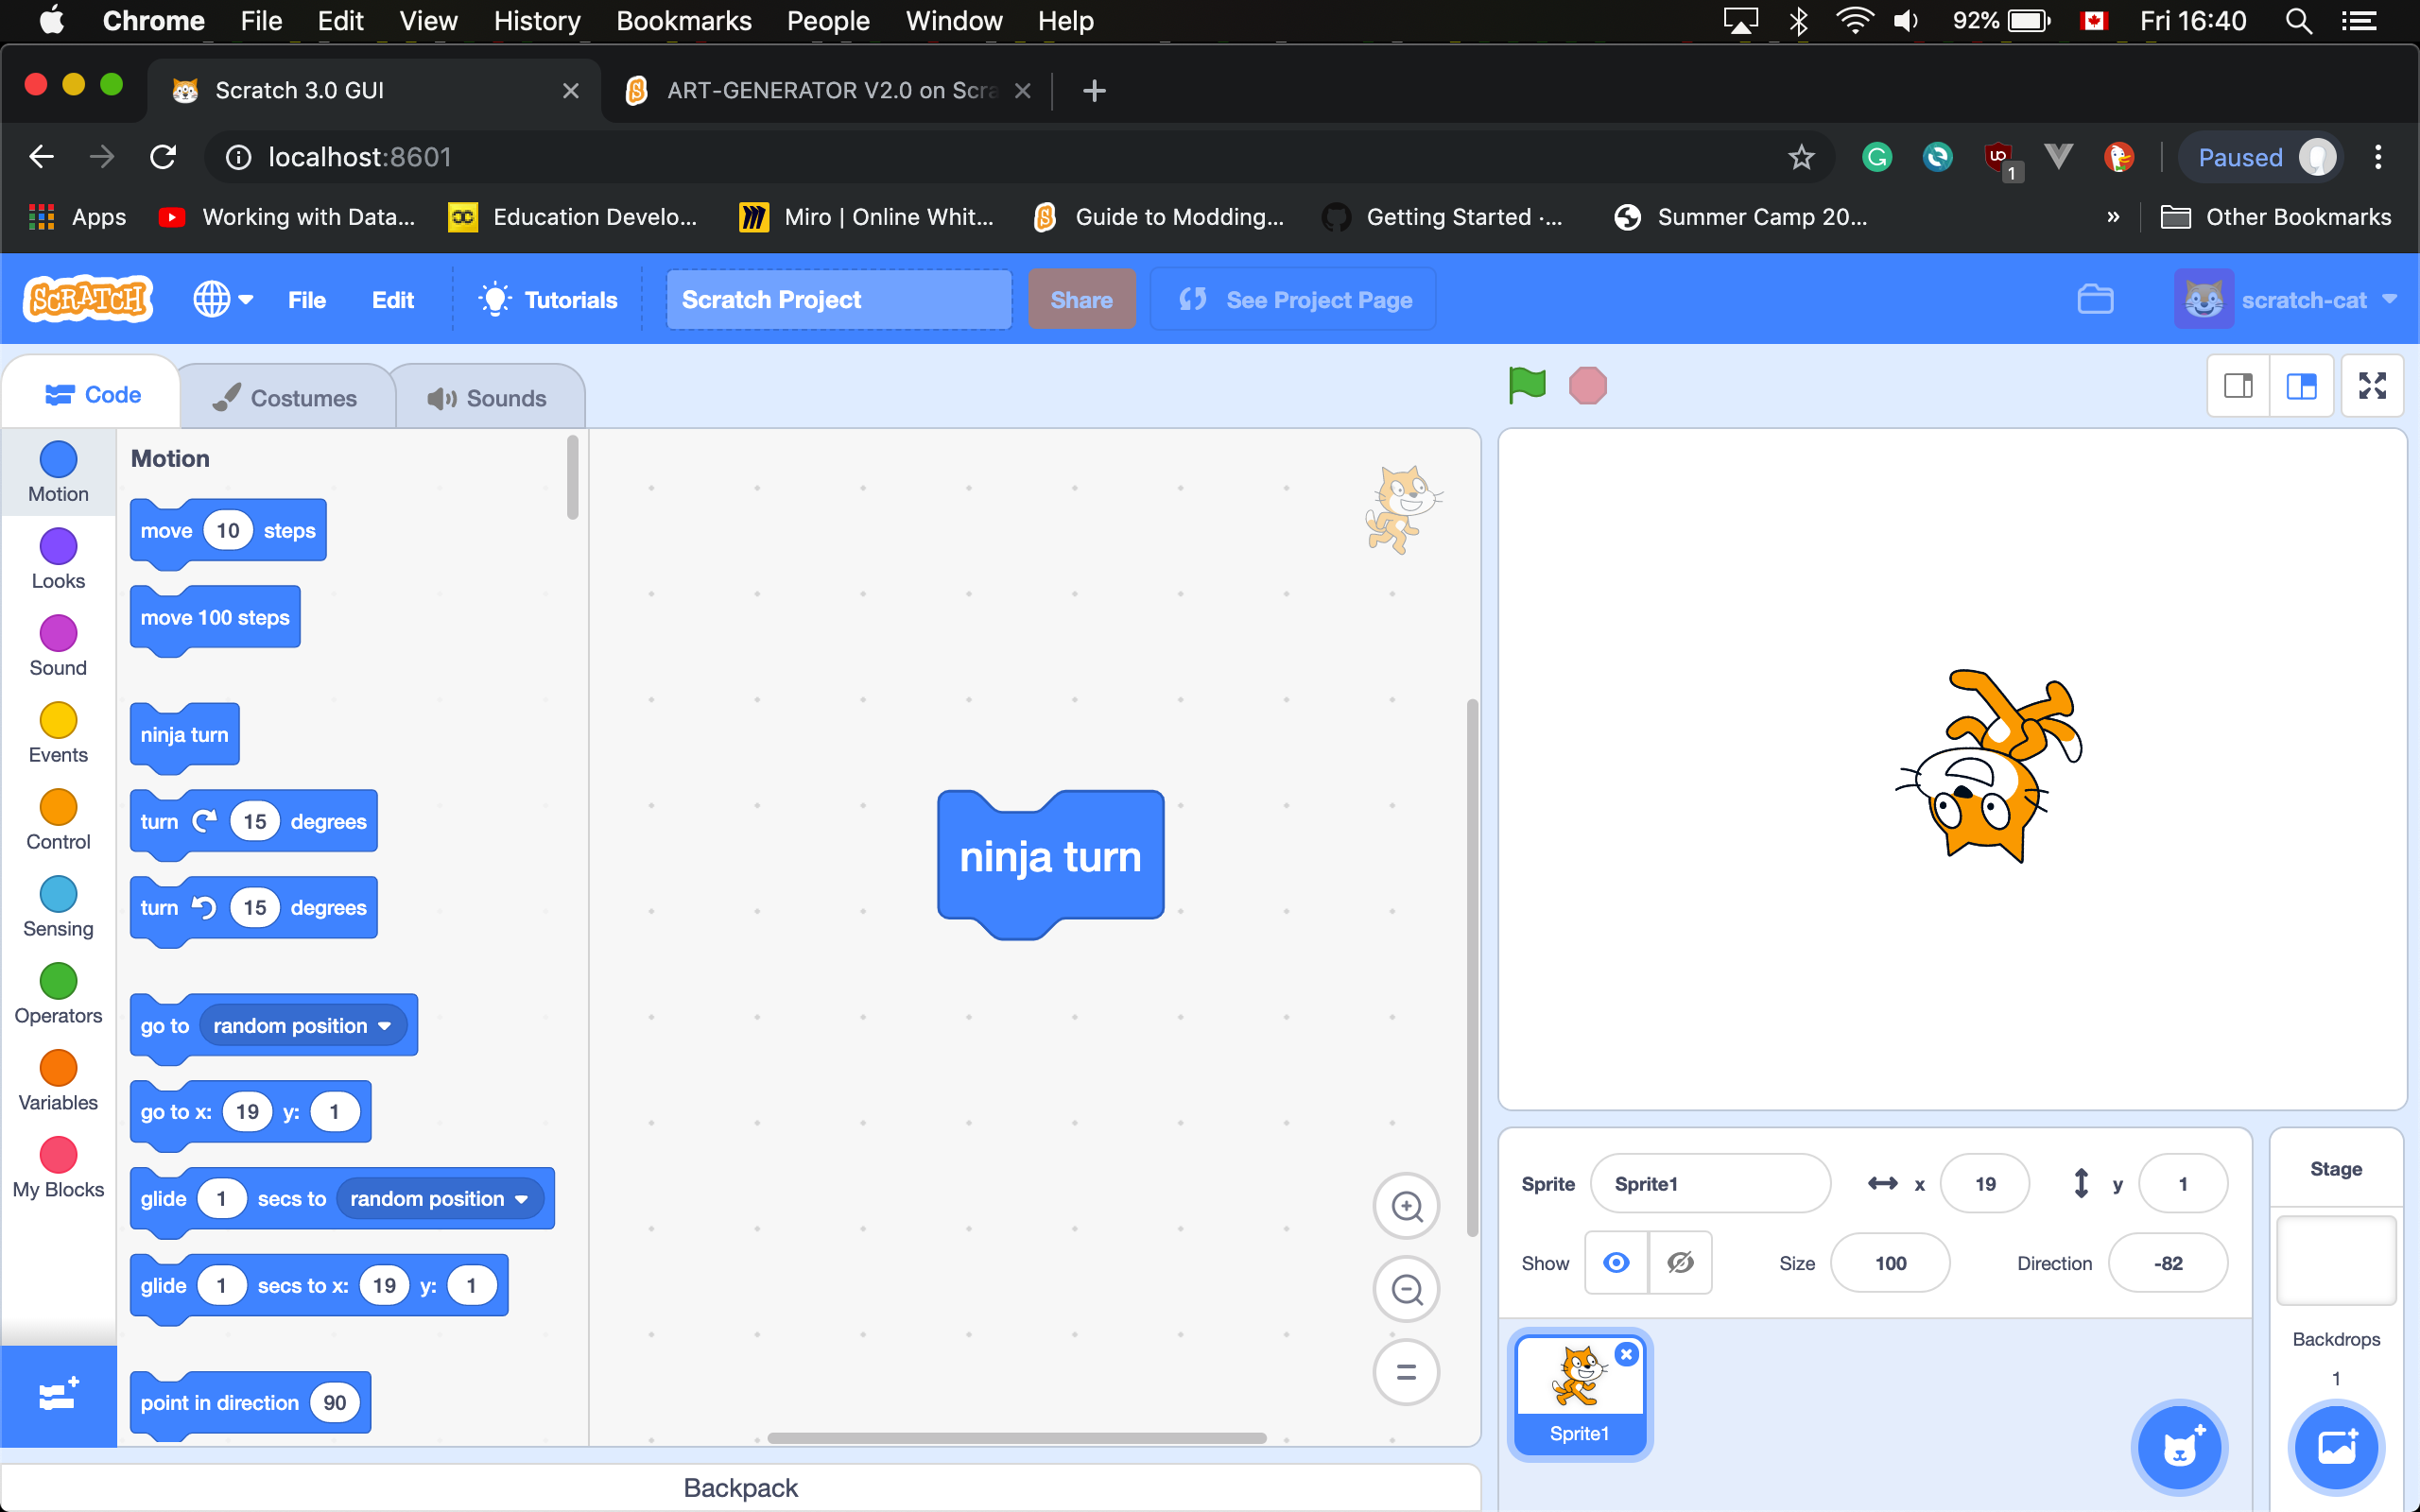 Chrome File Edit View History Bookmarks People Window Help 92% Fri 16:40
Scratch 3.0 GUI ART-GENERATOR V2.0 on Scra
localhost:8601 1 Paused
Apps Working with Data... Education Develo... Miro | Online Whit... Guide to Modding... Getting Started ·... Summer Camp 20... » Other Bookmarks
SCRATCH File Edit Tutorials Scratch Project Share See Project Page scratch-cat
Code Costumes Sounds
Motion
Looks
Sound
Events
Control
Sensing
Operators
Variables
My Blocks
Motion
move 10 steps
move 100 steps
ninja turn
turn 15 degrees
turn 15 degrees
go to random position
go to x: 19 y: 1
glide 1 secs to random position
glide 1 secs to x: 19 y: 1
point in direction 90
ninja turn
Backpack
Sprite Sprite1 x 19 y 1
Show Size 100 Direction -82
Sprite1
Stage
Backdrops
1